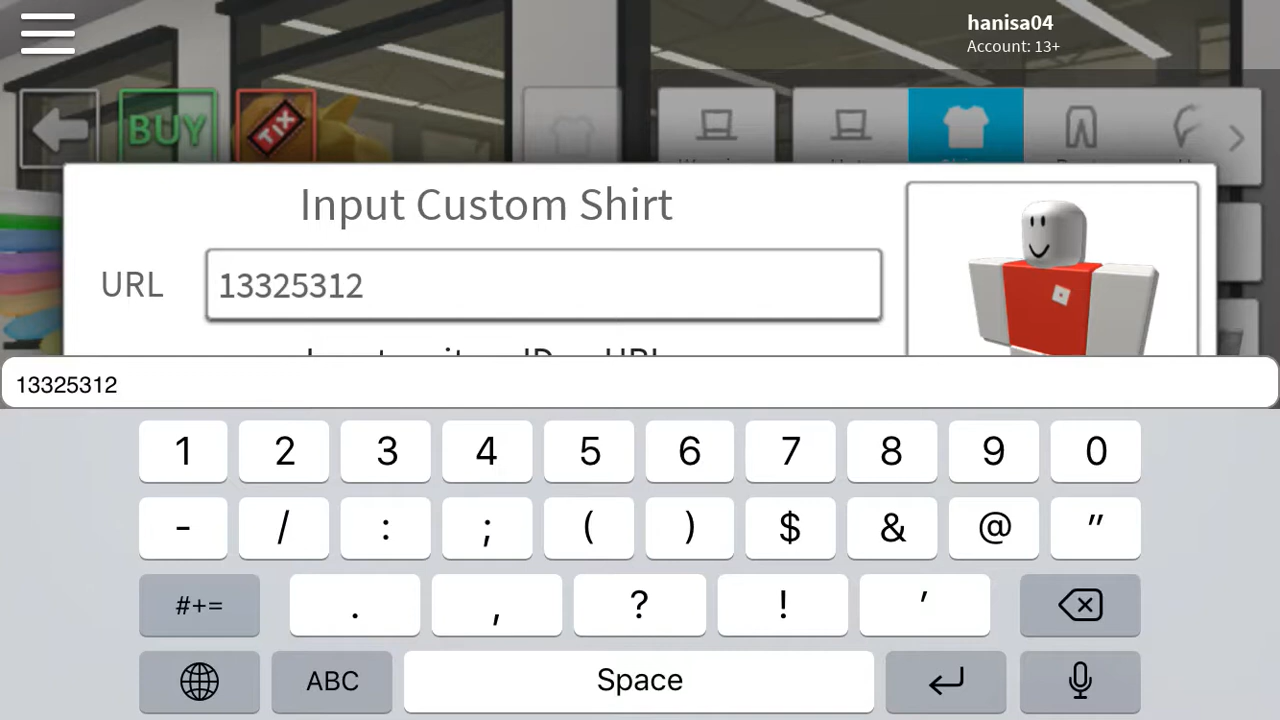 hanisa04
Account: 13+
BUY
TIX
Input Custom Shirt
URL
13325312
13325312
1 2 3 4 5 6 7 8 9 0
- / : ; ( ) $ & @ "
#+= . , ? ! '
ABC Space